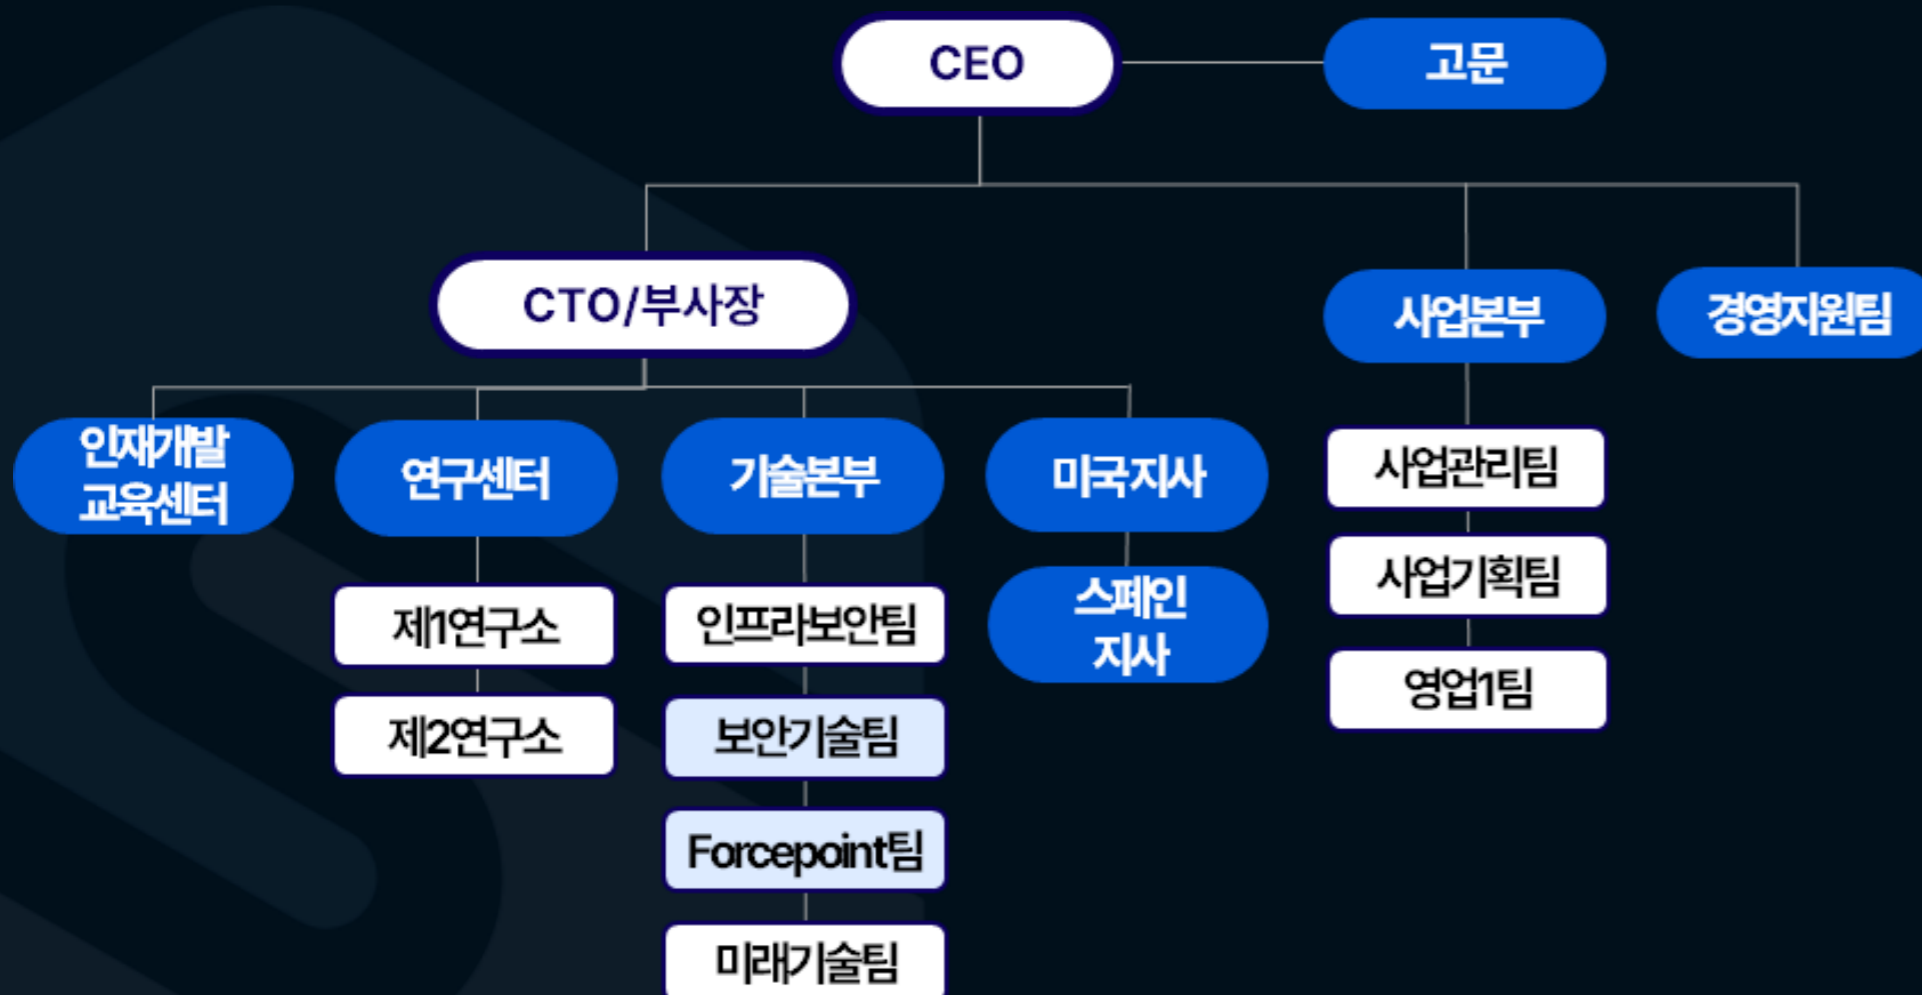 CEO
고문
CTO/부사장
사업본부
경영지원팀
인재개발
교육센터
연구센터
기술본부
미국지사
스페인
지사
제1연구소
제2연구소
인프라보안팀
보안기술팀
Forcepoint팀
미래기술팀
사업관리팀
사업기획팀
영업1팀